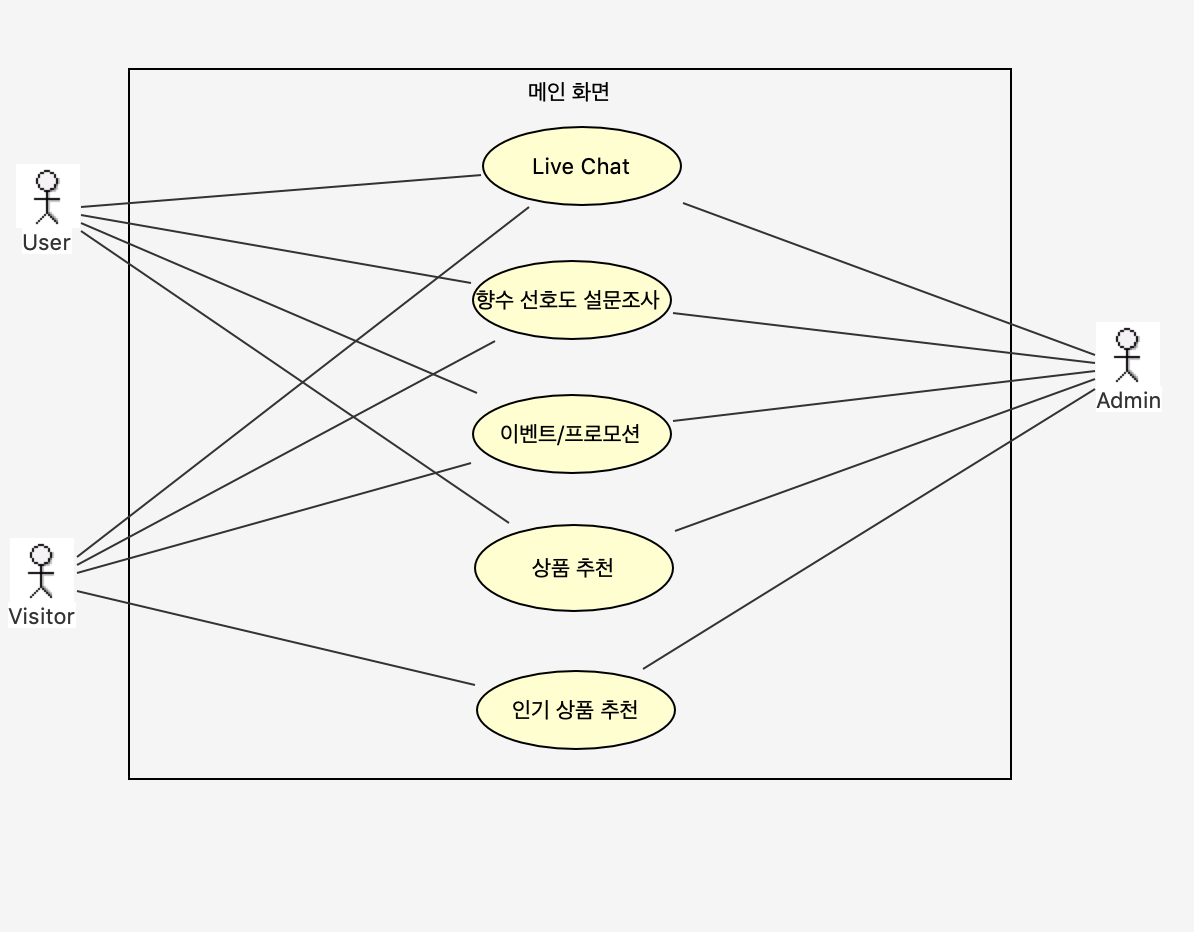 메인 화면
Live Chat
User
향수 선호도 설문조사
Admin
이벤트/프로모션
상품 추천
Visitor
인기 상품 추천